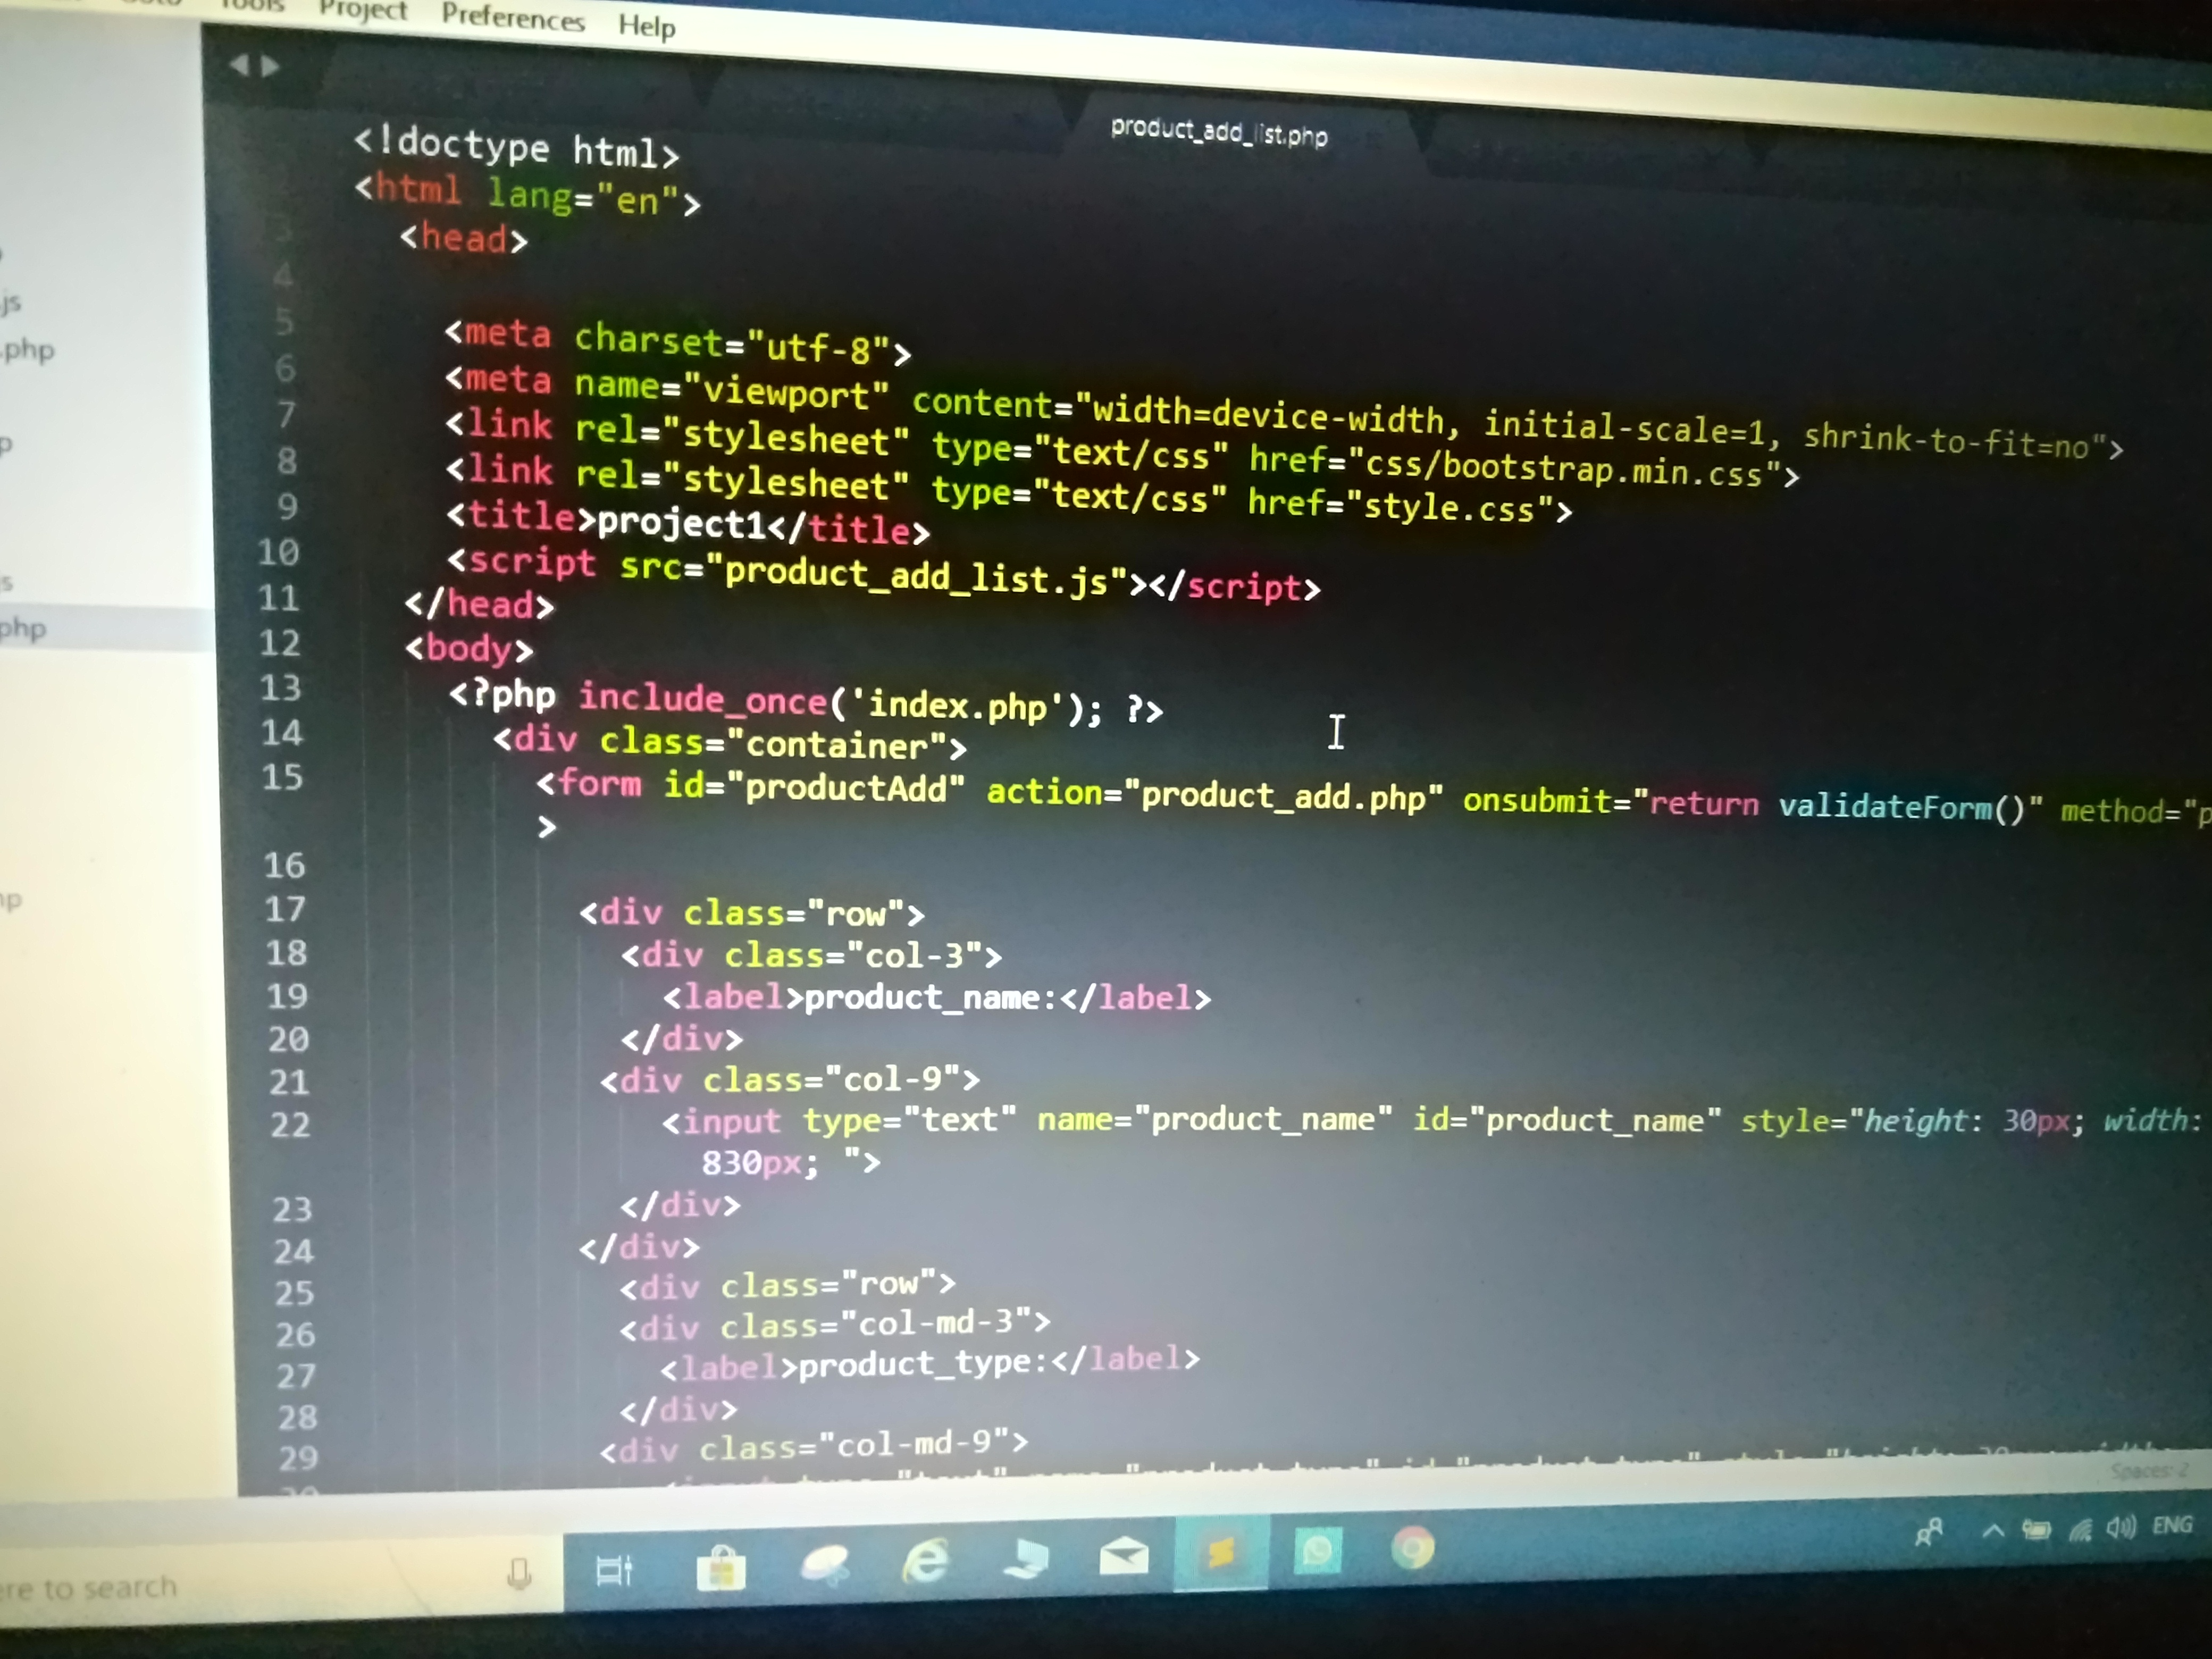 Tools Project Preferences Help
product_add_list.php
<!doctype html>
<html lang="en">
3 <head>
4
5 <meta charset="utf-8">
6 <meta name="viewport" content="width=device-width, initial-scale=1, shrink-to-fit=no">
7 <link rel="stylesheet" type="text/css" href="css/bootstrap.min.css">
8 <link rel="stylesheet" type="text/css" href="style.css">
9 <title>project1</title>
10 <script src="product_add_list.js"></script>
11 </head>
12 <body>
13 <?php include_once('index.php'); ?>
14 <div class="container">
15 <form id="productAdd" action="product_add.php" onsubmit="return validateForm()" method="p
>
16
17 <div class="row">
18 <div class="col-3">
19 <label>product_name:</label>
20 </div>
21 <div class="col-9">
22 <input type="text" name="product_name" id="product_name" style="height: 30px; width:
830px; ">
23 </div>
24 </div>
25 <div class="row">
26 <div class="col-md-3">
27 <label>product_type:</label>
28 </div>
29 <div class="col-md-9">
js
.php
p
s
php
Spaces: 2
re to search
ENG